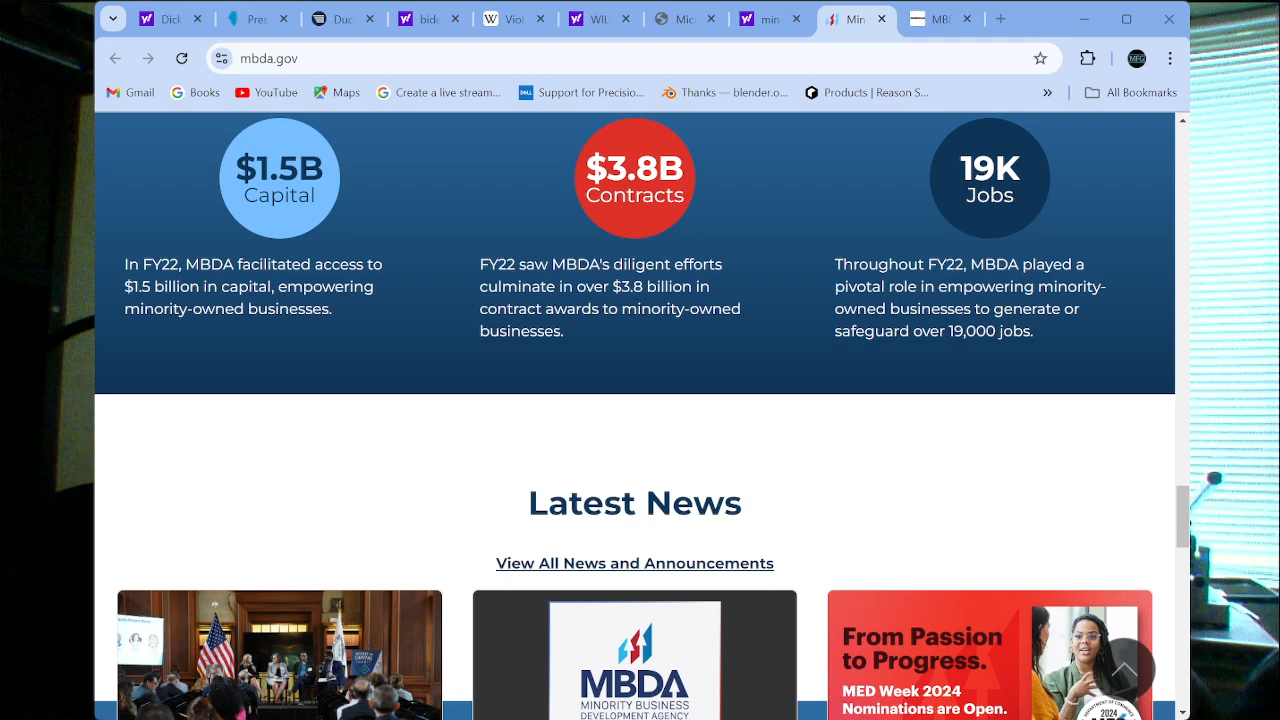 Dick
Pres
Duc
bide
Viol
WIL
Mic
min
Min
MBD
mbda.gov
MFG
Gmail
Books
YouTube
Maps
Create a live stream...
Support for Precisio...
Thanks — blender.o...
Products | Reason S...
»
All Bookmarks
$1.5B
Capital
In FY22, MBDA facilitated access to
$1.5 billion in capital, empowering
minority-owned businesses.
$3.8B
Contracts
FY22 saw MBDA's diligent efforts
culminate in over $3.8 billion in
contract awards to minority-owned
businesses.
19K
Jobs
Throughout FY22, MBDA played a
pivotal role in empowering minority-
owned businesses to generate or
safeguard over 19,000 jobs.
Latest News
View All News and Announcements
MBDA
MINORITY BUSINESS
DEVELOPMENT AGENCY
From Passion
to Progress.
MED Week 2024
Nominations are Open.
2024